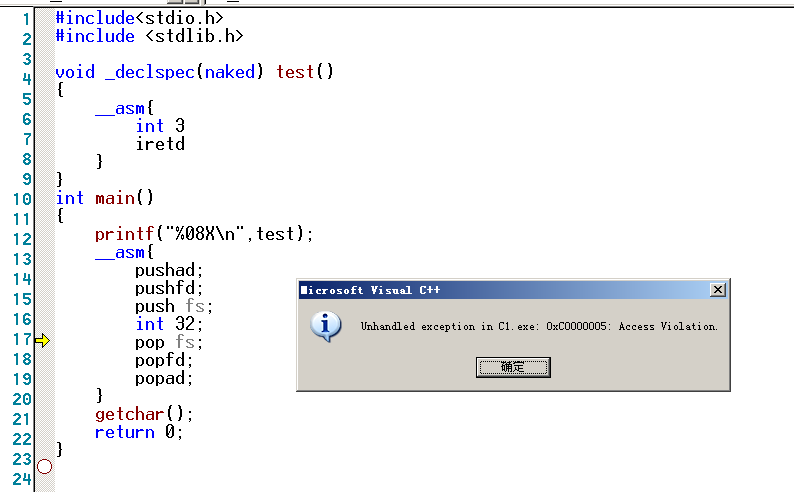 1 #include<stdio.h>
2 #include <stdlib.h>
3
4 void _declspec(naked) test()
5 {
6 __asm{
7 int 3
8 iretd
9 }
10 }
11 int main()
12 {
13 printf("%08X\n",test);
14 __asm{
15 pushad;
16 pushfd;
17 push fs;
18 int 32;
19 pop fs;
20 popfd;
21 popad;
22 }
23 getchar();
24 return 0;
}
Microsoft Visual C++
Unhandled exception in C1.exe: 0xC0000005: Access Violation.
确定